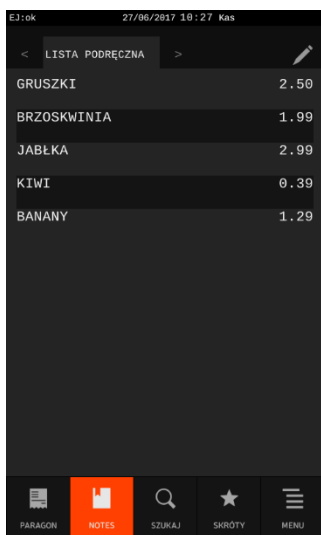 EJ:ok 27/06/2017 10:27 Kas
< LISTA PODRĘCZNA >
GRUSZKI 2.50
BRZOSKWINIA 1.99
JABŁKA 2.99
KIWI 0.39
BANANY 1.29
PARAGON NOTES SZUKAJ SKRÓTY MENU